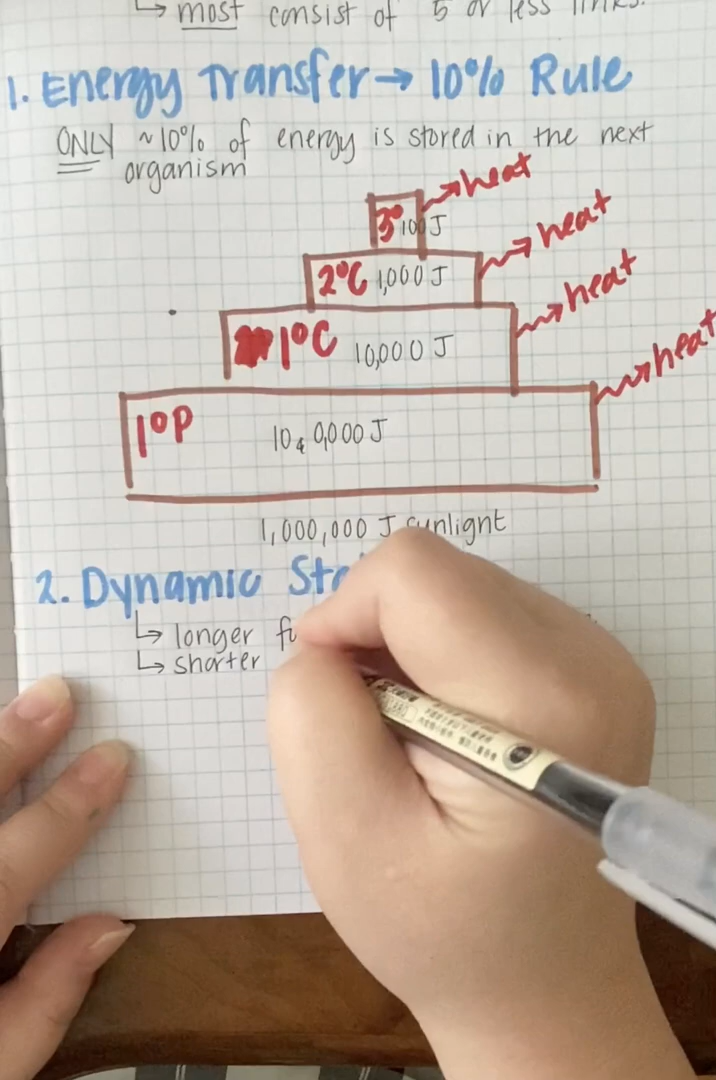 ↳ most consist of 5 or less links.
1. Energy Transfer → 10% Rule
ONLY ~10% of energy is stored in the next
organism
3° 100 J → heat
2°C 1,000 J → heat
1°C 10,000 J → heat
1°P 100,000 J → heat
1,000,000 J sunlight
2. Dynamic
↳ longer
↳ shorter